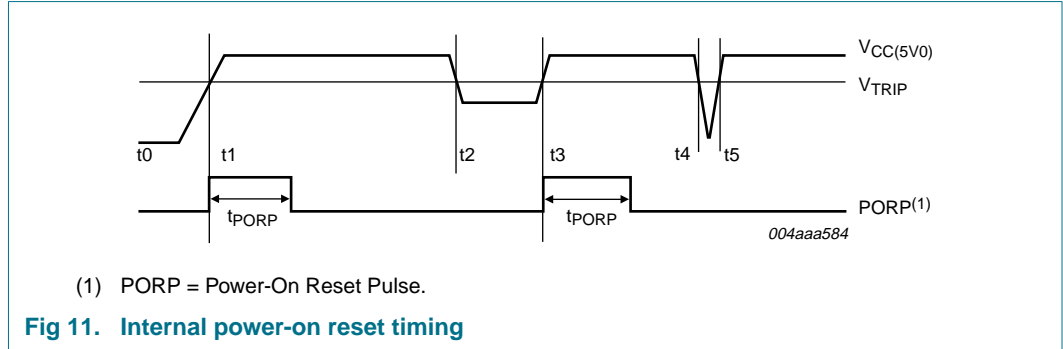 VCC(5V0)
VTRIP
t0 t1 t2 t3 t4 t5
tPORP tPORP
PORP(1)
004aaa584
(1) PORP = Power-On Reset Pulse.
Fig 11. Internal power-on reset timing